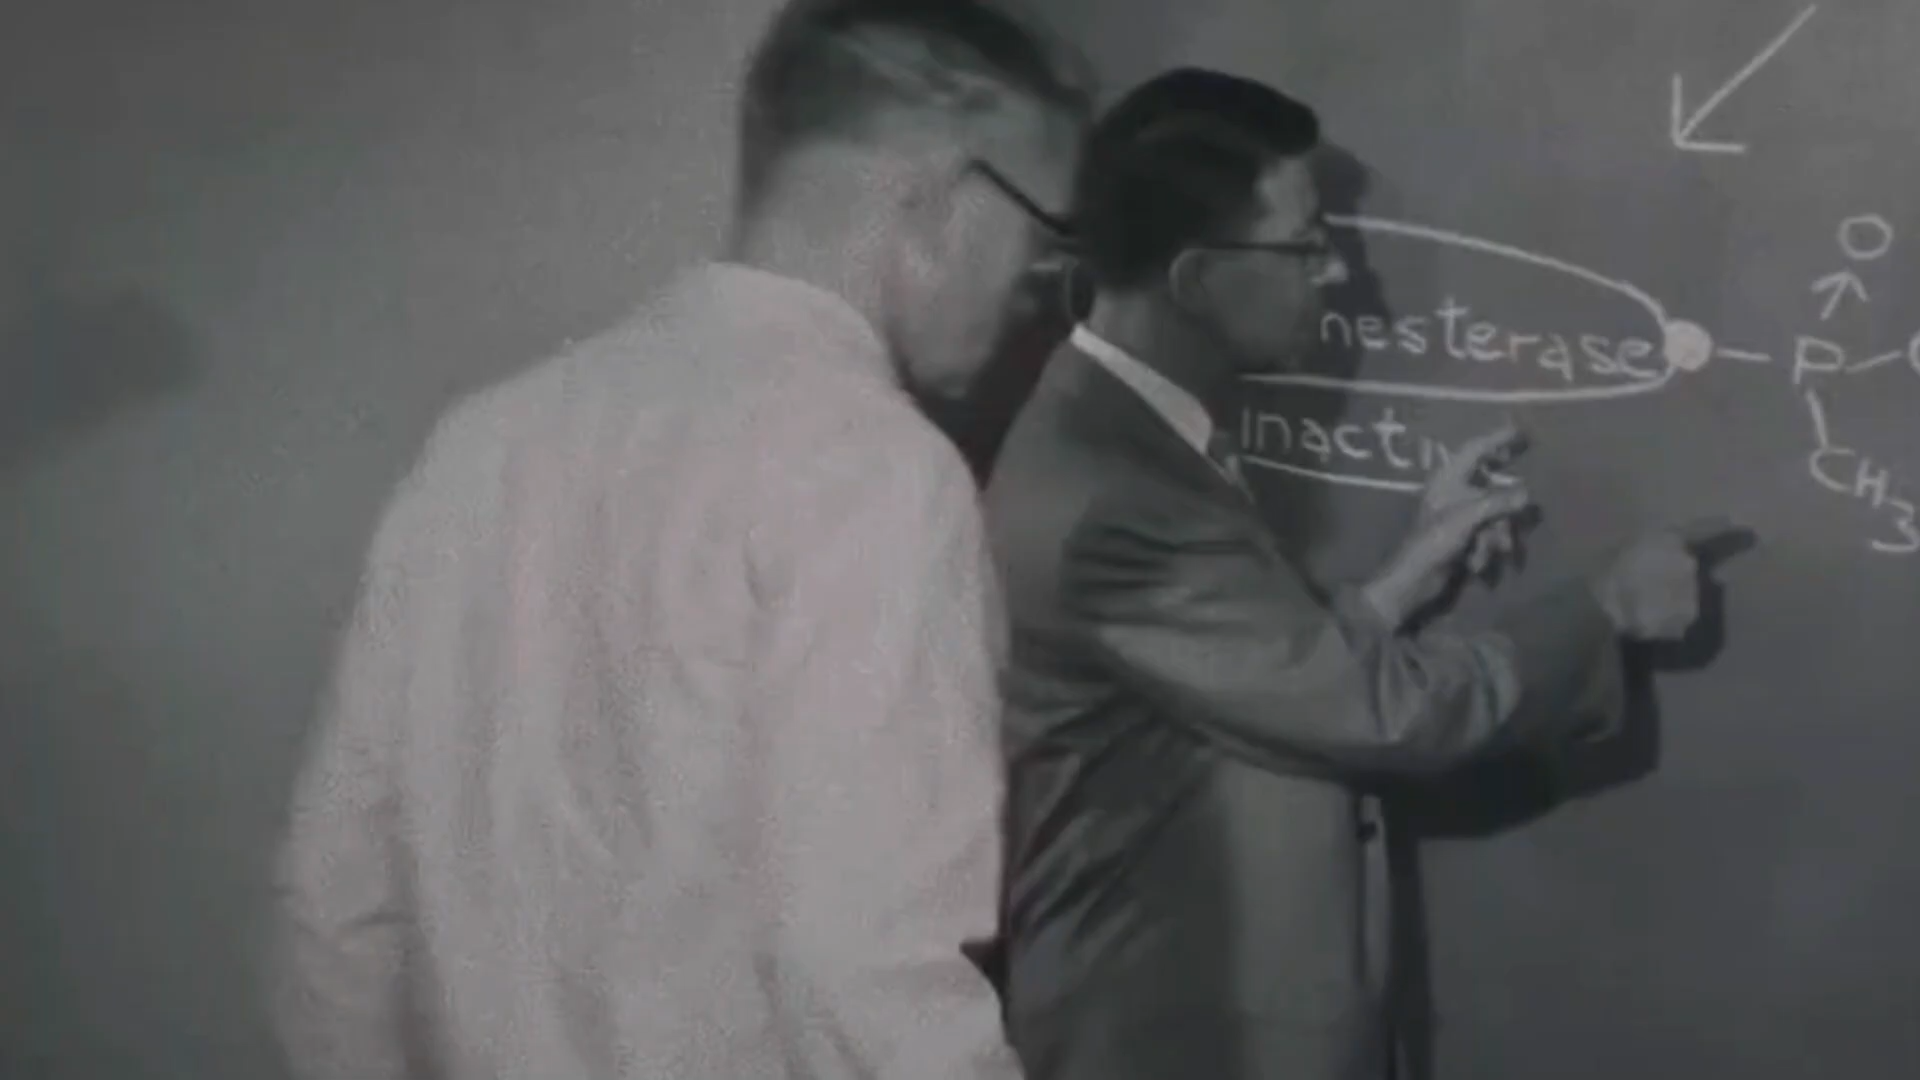 O
nesterase
P
inacti
CH3